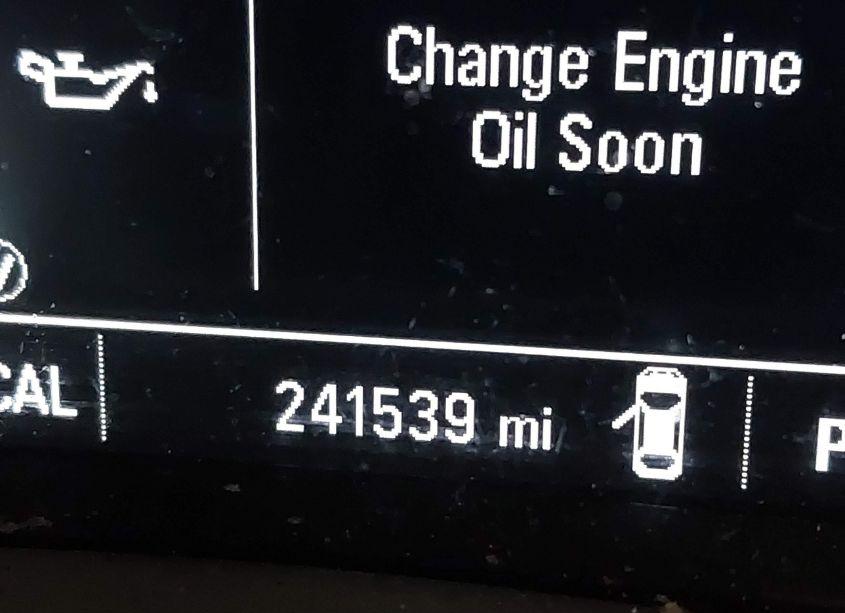 Change Engine
Oil Soon
CAL
241539 mi
P